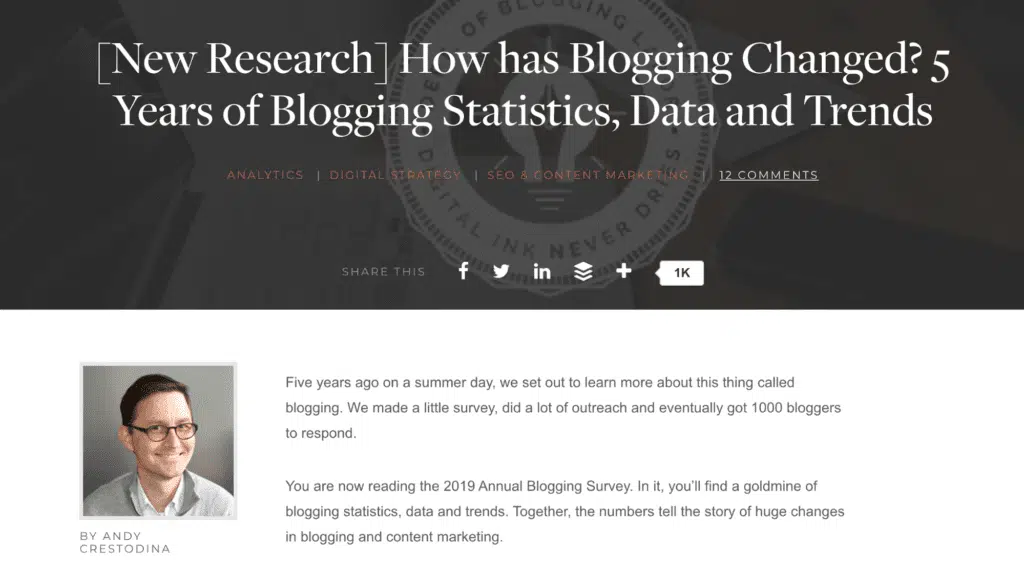 [New Research] How has Blogging Changed? 5
Years of Blogging Statistics, Data and Trends
ANALYTICS | DIGITAL STRATEGY | SEO & CONTENT MARKETING | 12 COMMENTS
DIGITAL INK NEVER DRIES
SHARE THIS
1K
Five years ago on a summer day, we set out to learn more about this thing called
blogging. We made a little survey, did a lot of outreach and eventually got 1000 bloggers
to respond.
You are now reading the 2019 Annual Blogging Survey. In it, you'll find a goldmine of
blogging statistics, data and trends. Together, the numbers tell the story of huge changes
in blogging and content marketing.
BY ANDY
CRESTODINA